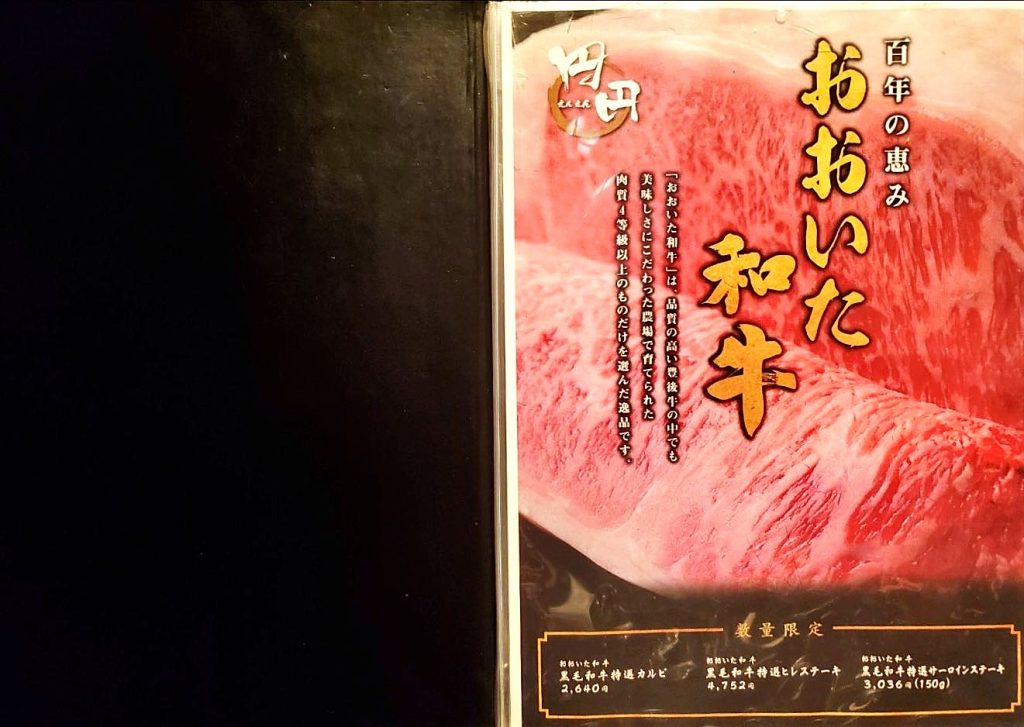 円円
えんえん
百年の恵み
おおいた
和牛
「おおいた和牛」は、品質の高い豊後牛の中でも
美味しさにこだわった農場で育てられた
肉質4等級以上のものだけを選んだ逸品です。
数量限定
おおいた和牛
黒毛和牛特選カルビ
2,640円
おおいた和牛
黒毛和牛特選ヒレステーキ
4,752円
おおいた和牛
黒毛和牛特選サーロインステーキ
3,036円(150g)